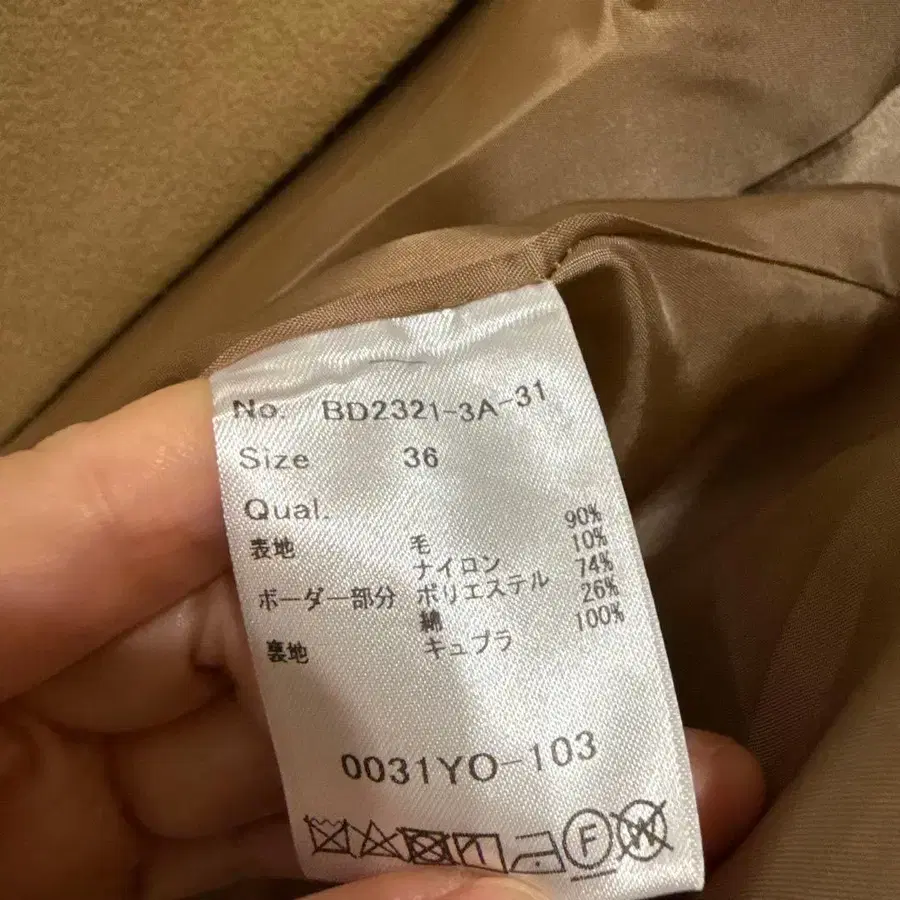 No. BD2321-3A-31
Size 36
Qual.
表地 毛 90%
ナイロン 10%
ボーダー部分 ポリエステル 74%
綿 26%
裏地 キュプラ 100%
0031YO-103
F W